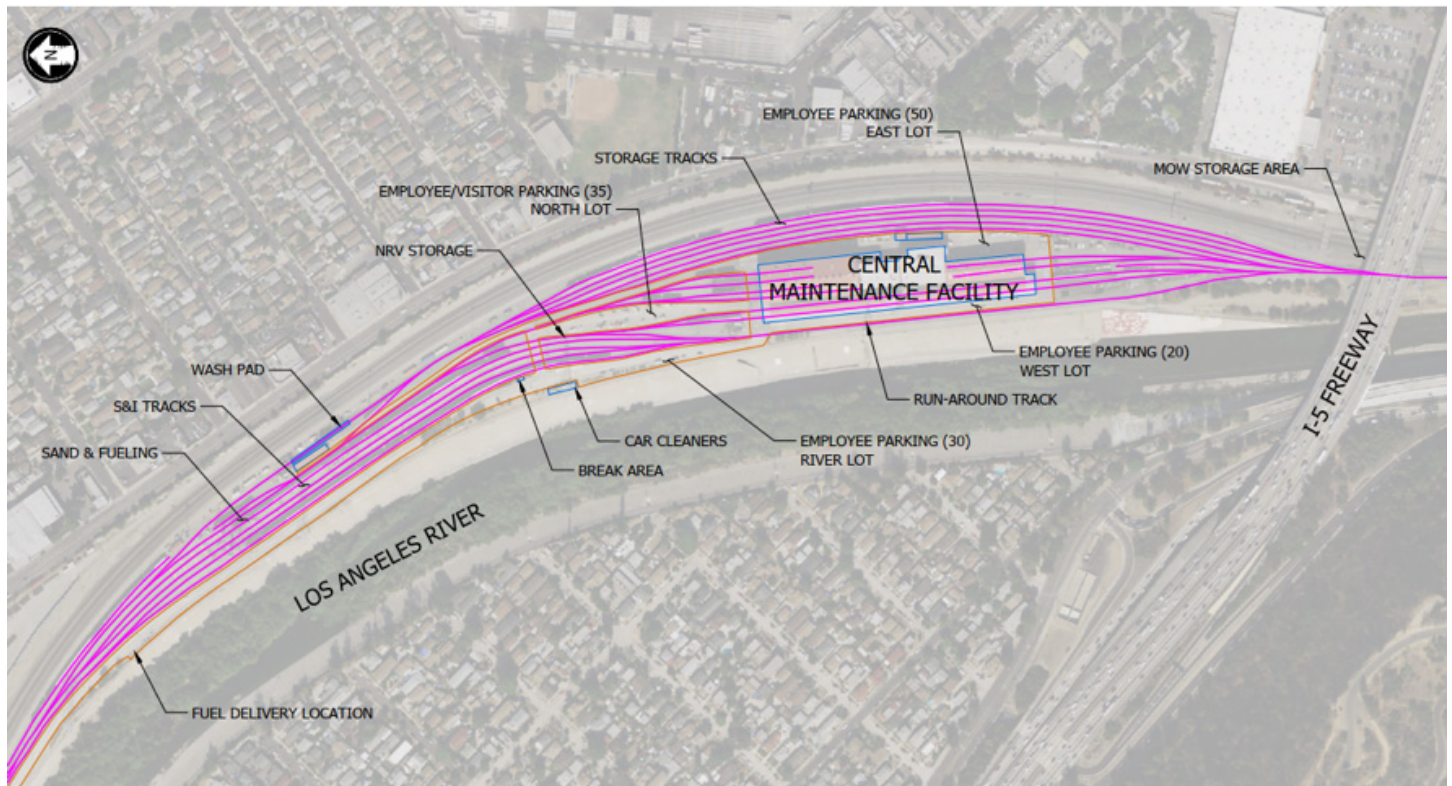 N
EMPLOYEE PARKING (50)
EAST LOT
STORAGE TRACKS
MOW STORAGE AREA
EMPLOYEE/VISITOR PARKING (35)
NORTH LOT
NRV STORAGE
CENTRAL
MAINTENANCE FACILITY
WASH PAD
EMPLOYEE PARKING (20)
WEST LOT
S&I TRACKS
RUN-AROUND TRACK
I-5 FREEWAY
SAND & FUELING
CAR CLEANERS
EMPLOYEE PARKING (30)
RIVER LOT
BREAK AREA
LOS ANGELES RIVER
FUEL DELIVERY LOCATION